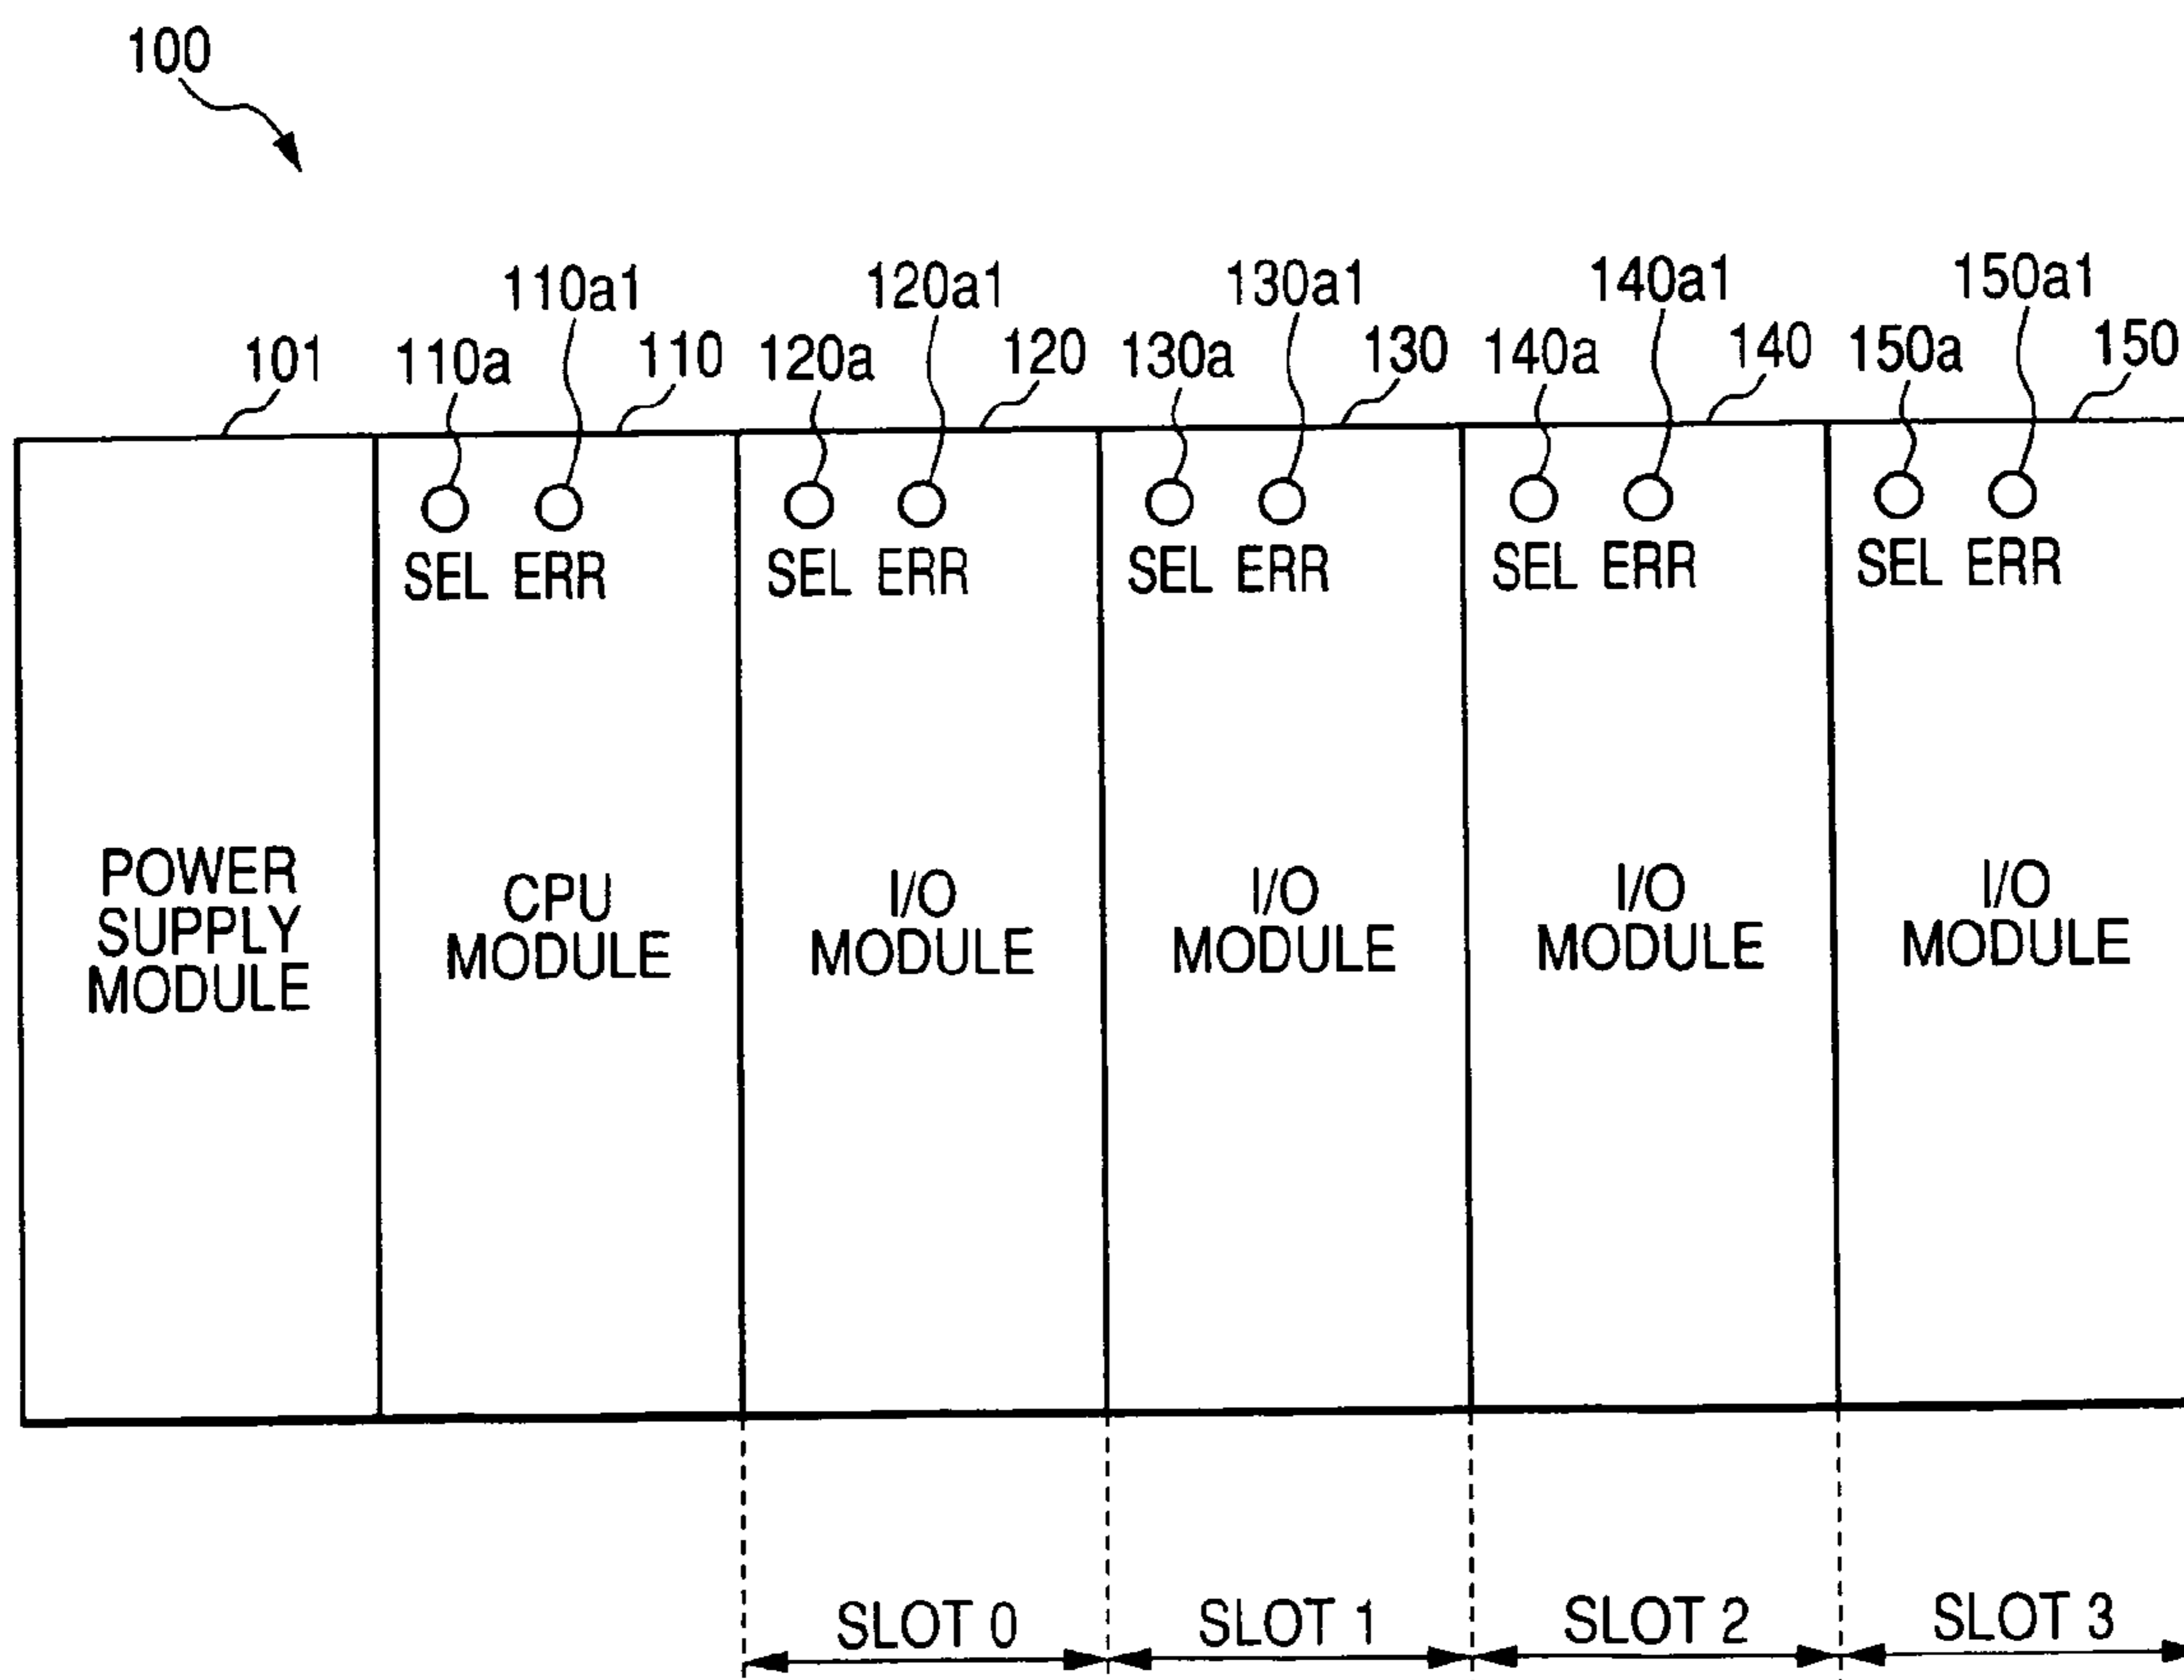 100
110a1 120a1 130a1 140a1 150a1
101 110a 110 120a 120 130a 130 140a 140 150a 150
SEL ERR SEL ERR SEL ERR SEL ERR SEL ERR
POWER
SUPPLY
MODULE
CPU
MODULE
I/O
MODULE
I/O
MODULE
I/O
MODULE
I/O
MODULE
SLOT 0 SLOT 1 SLOT 2 SLOT 3